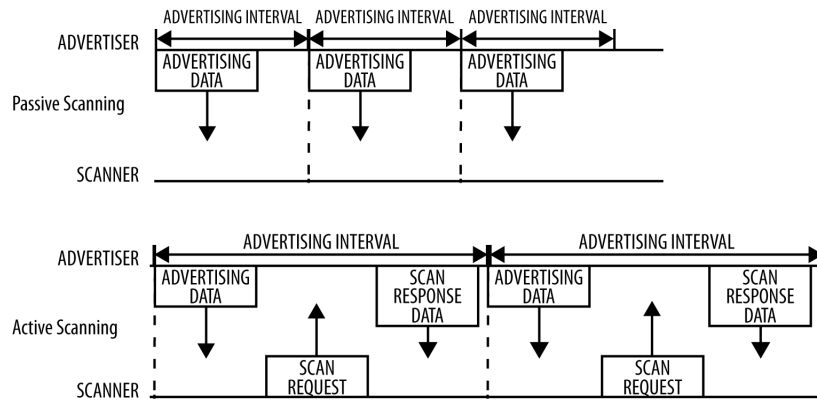 ADVERTISING INTERVAL ADVERTISING INTERVAL ADVERTISING INTERVAL
ADVERTISER
ADVERTISING DATA
ADVERTISING DATA
ADVERTISING DATA
Passive Scanning
SCANNER
ADVERTISING INTERVAL ADVERTISING INTERVAL
ADVERTISER
ADVERTISING DATA
SCAN RESPONSE DATA
ADVERTISING DATA
SCAN RESPONSE DATA
Active Scanning
SCAN REQUEST
SCAN REQUEST
SCANNER